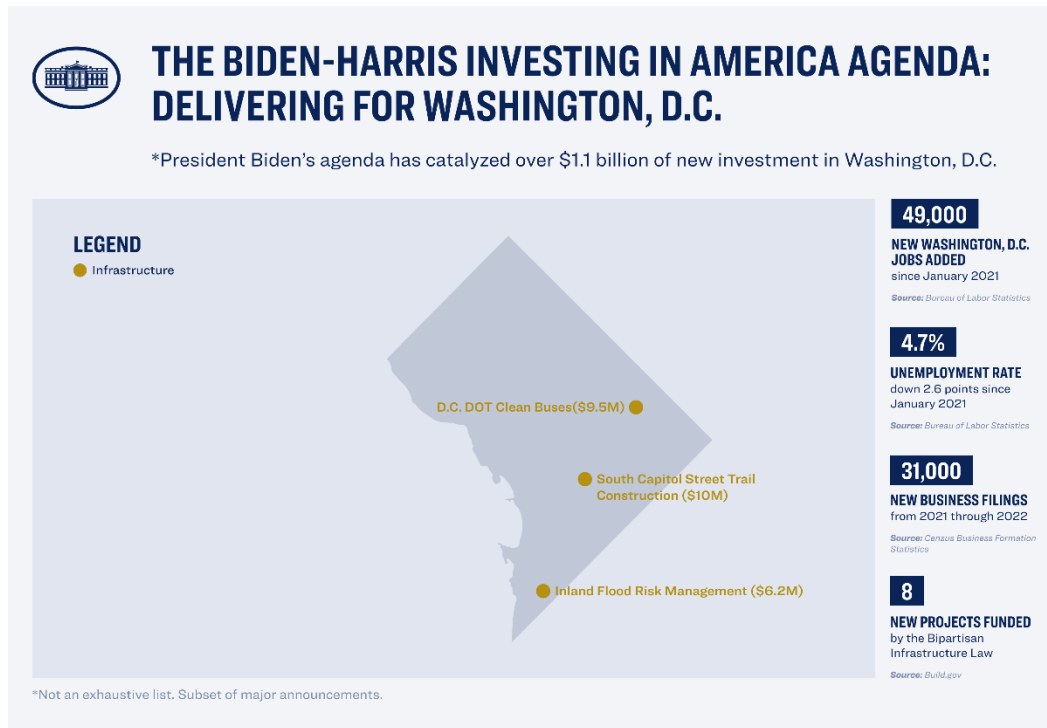 THE BIDEN-HARRIS INVESTING IN AMERICA AGENDA:
DELIVERING FOR WASHINGTON, D.C.
*President Biden's agenda has catalyzed over $1.1 billion of new investment in Washington, D.C.
LEGEND
Infrastructure
D.C. DOT Clean Buses($9.5M)
South Capitol Street Trail
Construction ($10M)
Inland Flood Risk Management ($6.2M)
49,000
NEW WASHINGTON, D.C.
JOBS ADDED
since January 2021
Source: Bureau of Labor Statistics
4.7%
UNEMPLOYMENT RATE
down 2.6 points since
January 2021
Source: Bureau of Labor Statistics
31,000
NEW BUSINESS FILINGS
from 2021 through 2022
Source: Census Business Formation
Statistics
8
NEW PROJECTS FUNDED
by the Bipartisan
Infrastructure Law
Source: Build.gov
*Not an exhaustive list. Subset of major announcements.